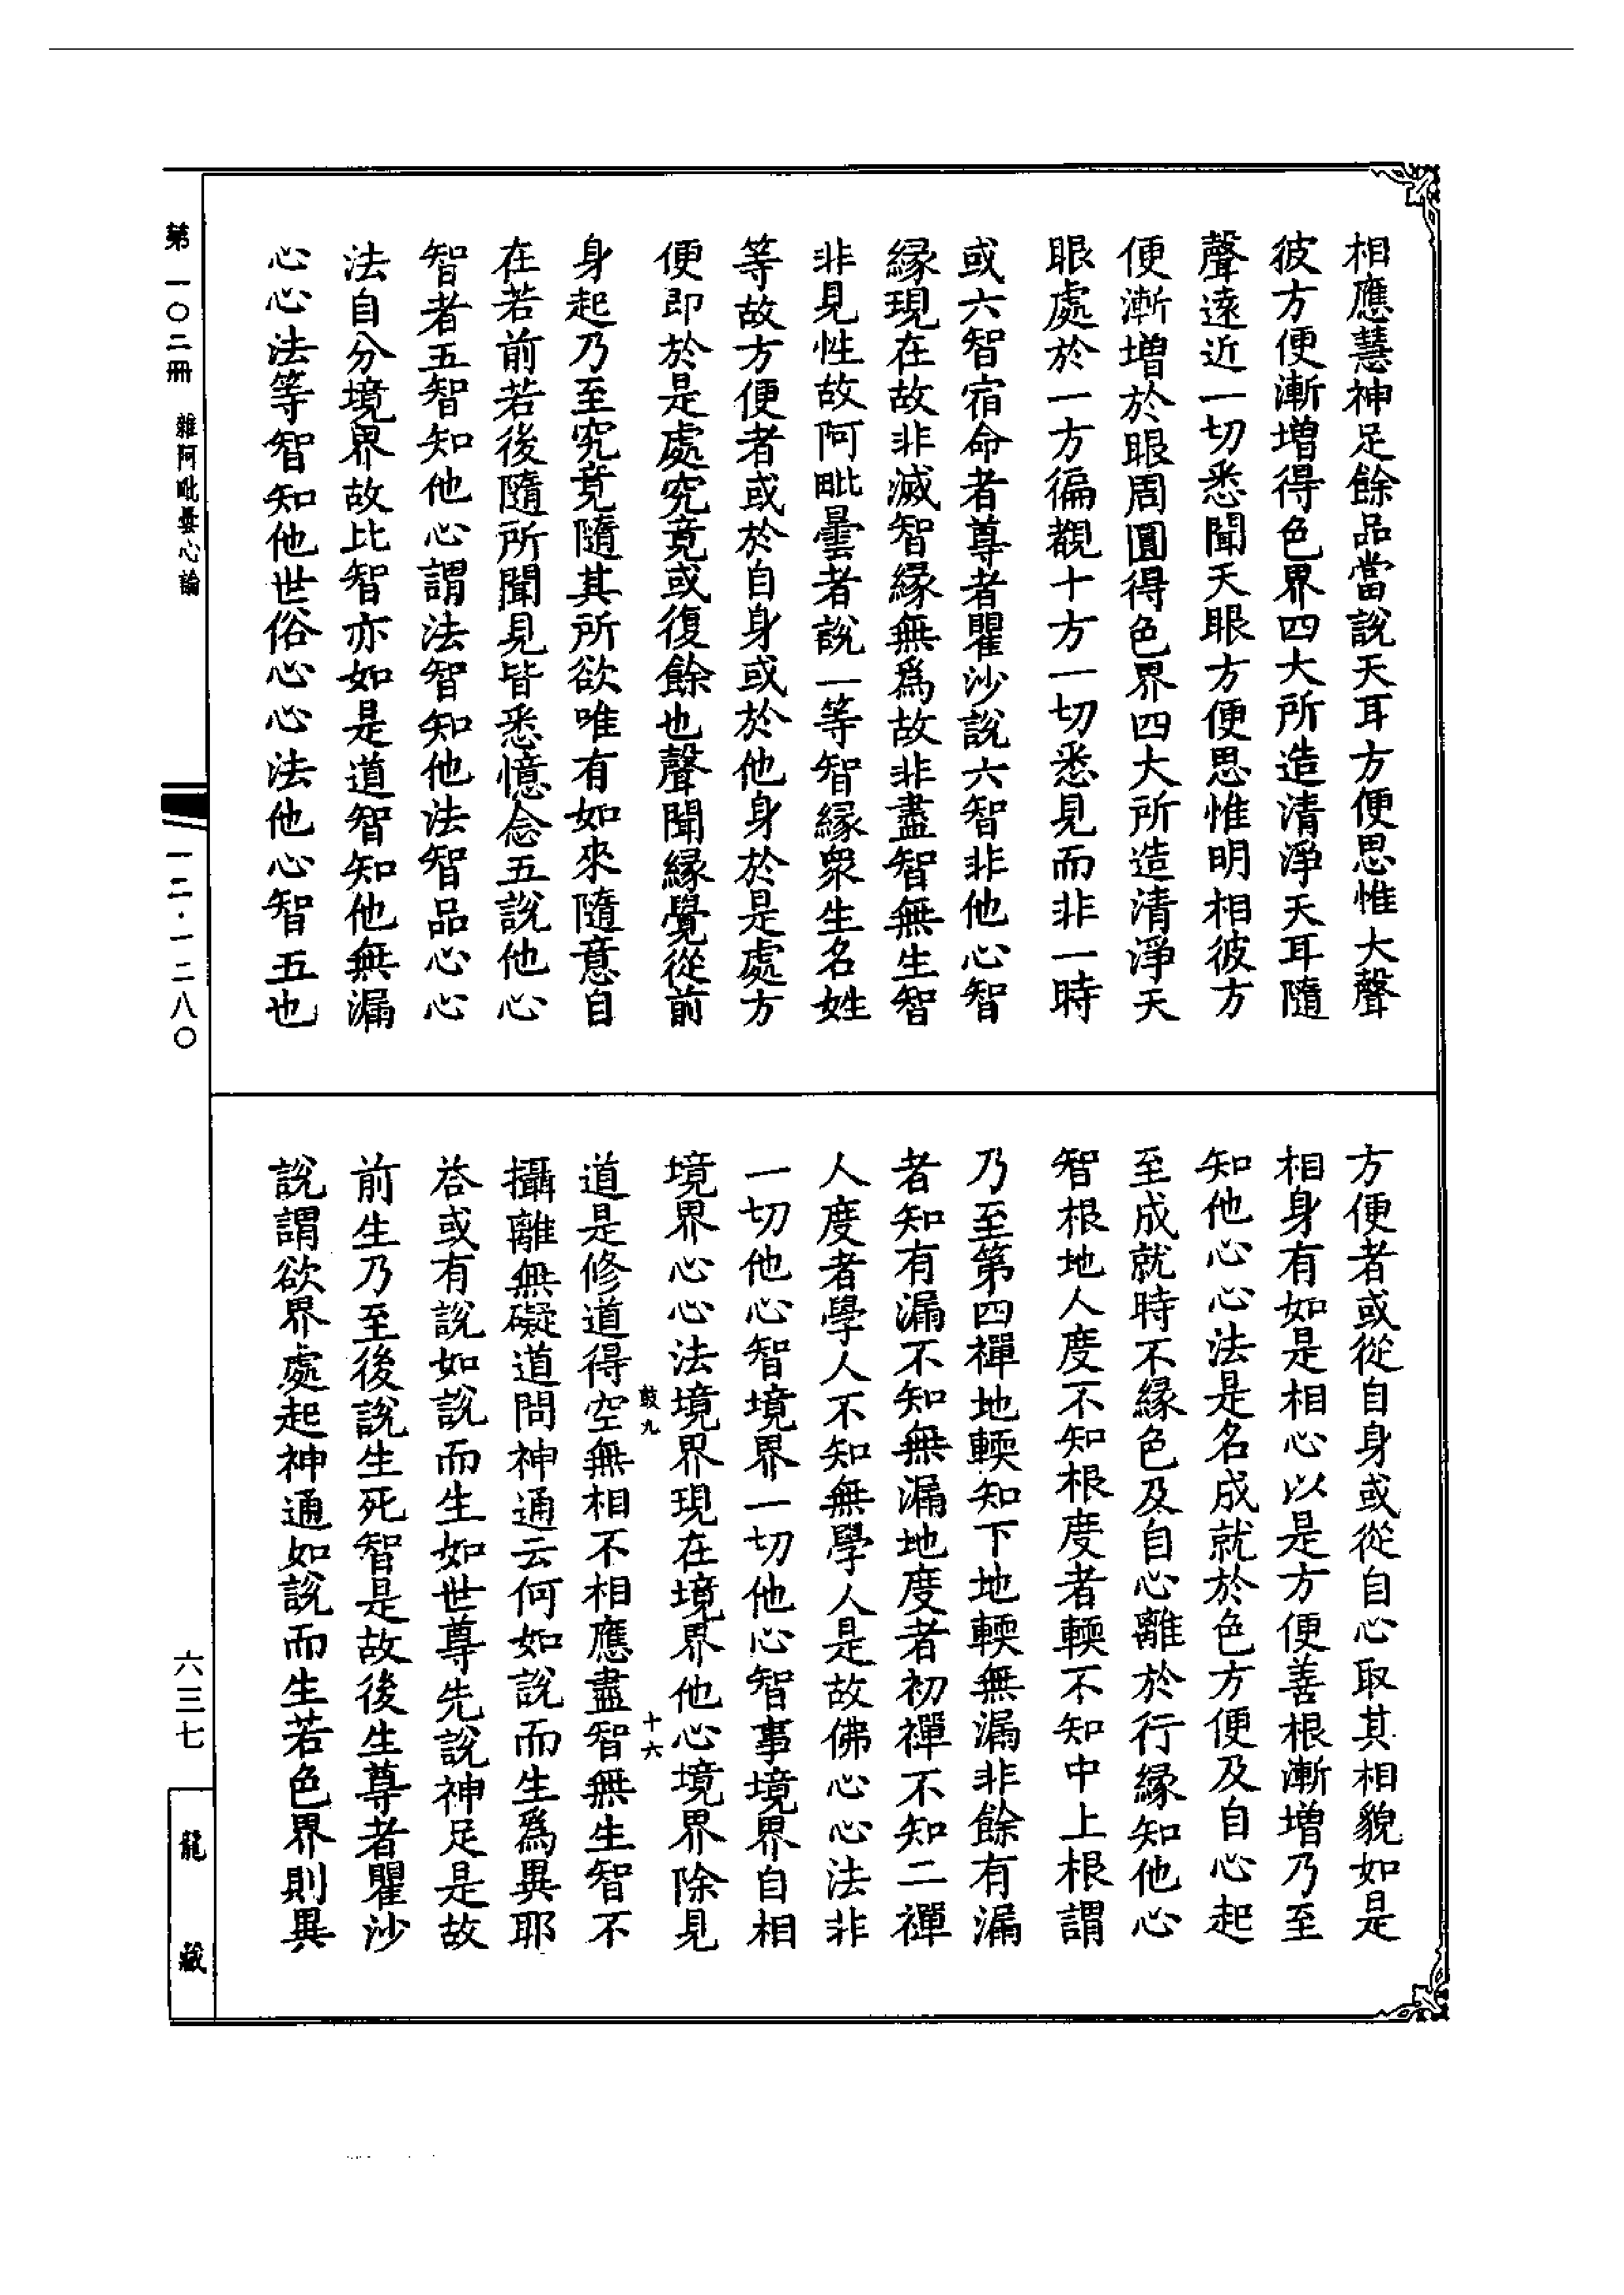 相應慧神足餘品當說天耳方便思惟大聲
彼方便漸增得色界四大所造清淨天耳隨
聲遠近一切悉聞天眼方便思惟明相彼方
便漸增於眼周圓得色界四大所造清淨天
眼處於一方徧觀十方一切悉見而非一時
或六智宿命者尊者瞿沙說六智非他心智
緣現在故非滅智緣無爲故非盡智無生智
非見性故阿毗曇者說一等智緣衆生名姓
等故方便者或於自身或於他身於是處方
便即於是處究竟或復餘也聲聞緣覺從前
身起乃至究竟隨其所欲唯有如來隨意自
在若前若後隨所聞見皆悉憶念五說他心
智者五智知他心謂法智知他法智品心心
法自分境界故比智亦如是道智知他無漏
心心法等智知他世俗心心法他心智五也
方便者或從自身或從自心取其相貌如是
相身有如是相心以是方便善根漸增乃至
知他心心法是名成就於色方便及自心起
至成就時不緣色及自心離於行緣知他心
智根地人度不知根度者輭不知中上根謂
乃至第四禪地輭知下地輭無漏非餘有漏
者知有漏不知無漏地度者初禪不知二禪
人度者學人不知無學人是故佛心心法非
一切他心智境界一切他心智事境界自相
境界心心法境界現在境界他心境界除見
鼓九 十六
道是修道得空無相不相應盡智無生智不
攝離無礙道問神通云何如說而生爲異耶
荅或有說如說而生如世尊先說神足是故
前生乃至後說生死智是故後生尊者瞿沙
說謂欲界處起神通如說而生若色界則異
第一〇二冊 雜阿毗曇心論
一二·一二八〇
六三七
龍藏